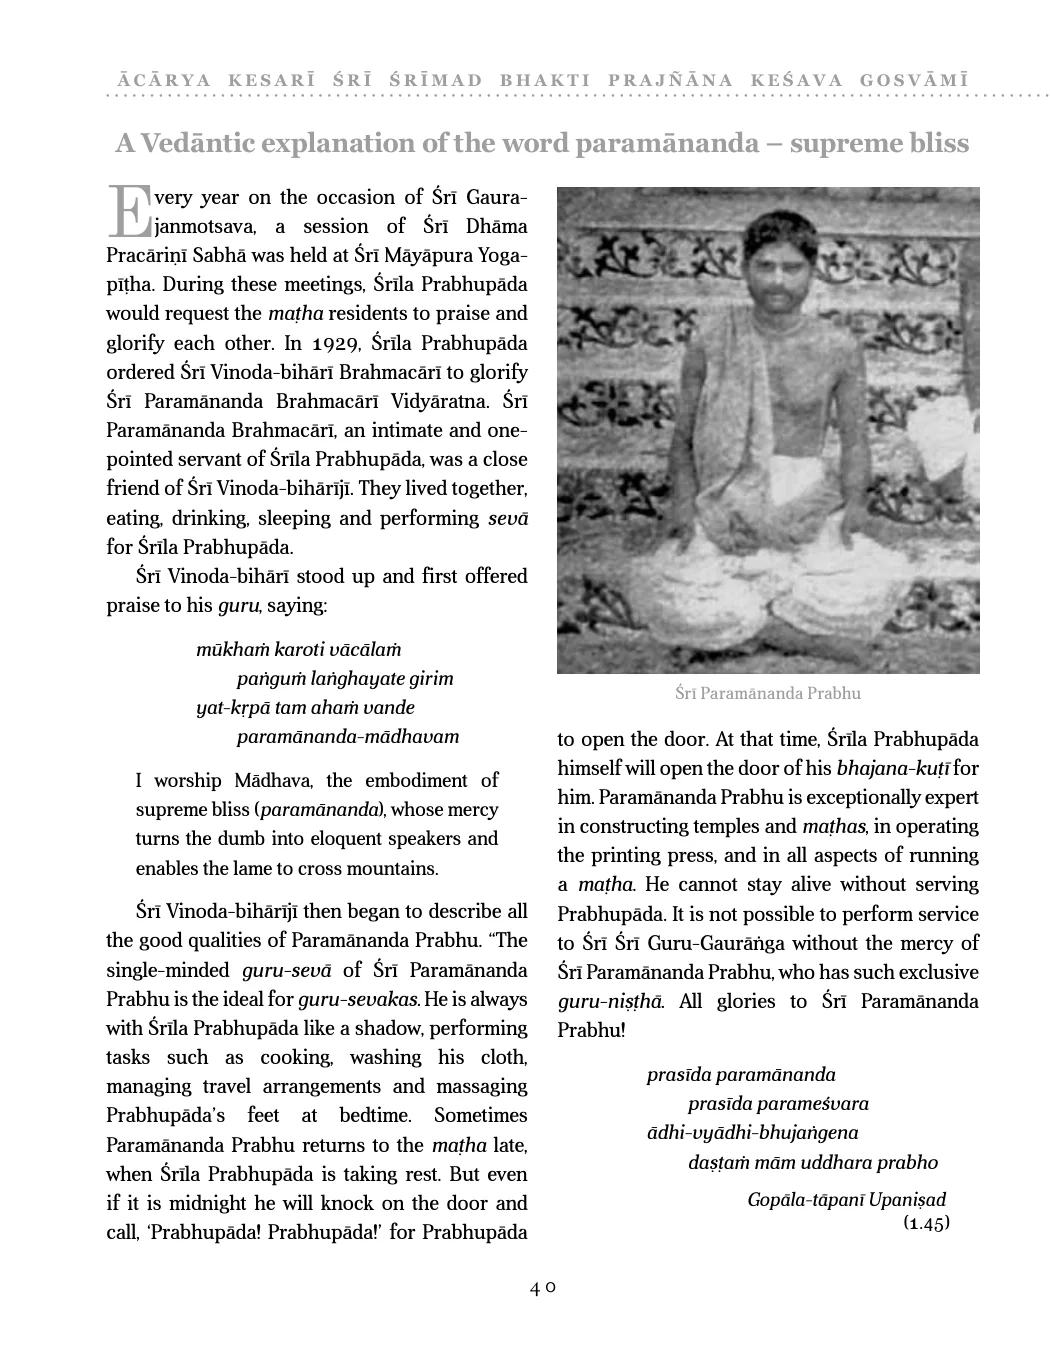 ĀCĀRYA KESARĪ ŚRĪ ŚRĪMAD BHAKTI PRAJÑĀNA KEŚAVA GOSVĀMĪ
A Vedāntic explanation of the word paramānanda – supreme bliss
Every year on the occasion of Śrī Gaura-
janmotsava, a session of Śrī Dhāma
Pracāriṇī Sabhā was held at Śrī Māyāpura Yoga-
pīṭha. During these meetings, Śrīla Prabhupāda
would request the maṭha residents to praise and
glorify each other. In 1929, Śrīla Prabhupāda
ordered Śrī Vinoda-bihārī Brahmacārī to glorify
Śrī Paramānanda Brahmacārī Vidyāratna. Śrī
Paramānanda Brahmacārī, an intimate and one-
pointed servant of Śrīla Prabhupāda, was a close
friend of Śrī Vinoda-bihārījī. They lived together,
eating, drinking, sleeping and performing sevā
for Śrīla Prabhupāda.
Śrī Vinoda-bihārī stood up and first offered
praise to his guru, saying:
mūkhaṁ karoti vācālaṁ
paṅguṁ laṅghayate girim
yat-kṛpā tam ahaṁ vande
paramānanda-mādhavam
I worship Mādhava, the embodiment of
supreme bliss (paramānanda), whose mercy
turns the dumb into eloquent speakers and
enables the lame to cross mountains.
Śrī Vinoda-bihārījī then began to describe all
the good qualities of Paramānanda Prabhu. “The
single-minded guru-sevā of Śrī Paramānanda
Prabhu is the ideal for guru-sevakas. He is always
with Śrīla Prabhupāda like a shadow, performing
tasks such as cooking, washing his cloth,
managing travel arrangements and massaging
Prabhupāda’s feet at bedtime. Sometimes
Paramānanda Prabhu returns to the maṭha late,
when Śrīla Prabhupāda is taking rest. But even
if it is midnight he will knock on the door and
call, ‘Prabhupāda! Prabhupāda!’ for Prabhupāda
Śrī Paramānanda Prabhu
to open the door. At that time, Śrīla Prabhupāda
himself will open the door of his bhajana-kuṭī for
him. Paramānanda Prabhu is exceptionally expert
in constructing temples and maṭhas, in operating
the printing press, and in all aspects of running
a maṭha. He cannot stay alive without serving
Prabhupāda. It is not possible to perform service
to Śrī Śrī Guru-Gaurāṅga without the mercy of
Śrī Paramānanda Prabhu, who has such exclusive
guru-niṣṭhā. All glories to Śrī Paramānanda
Prabhu!
prasīda paramānanda
prasīda parameśvara
ādhi-vyādhi-bhujaṅgena
daṣṭaṁ mām uddhara prabho
Gopāla-tāpanī Upaniṣad
(1.45)
40